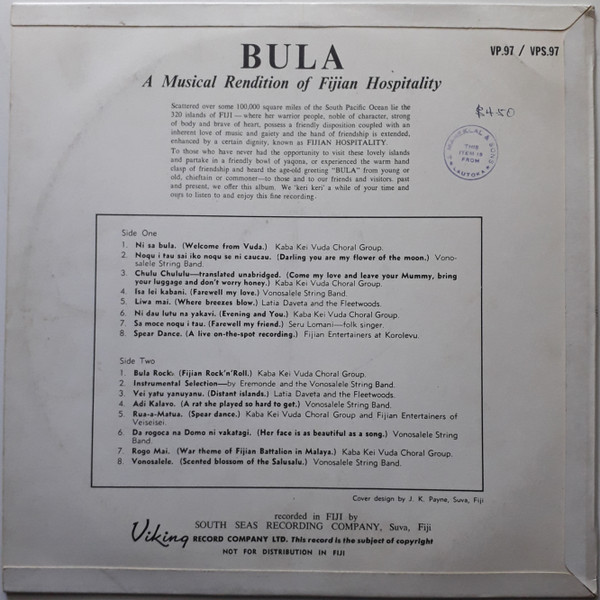 BULA
VP.97 / VPS.97
A Musical Rendition of Fijian Hospitality
Scattered over some 100,000 square miles of the South Pacific Ocean lie the
320 islands of FIJI — where her warrior people, noble of character, strong
of body and brave of heart, possess a friendly disposition coupled with an
inherent love of music and gaiety and the hand of friendship is extended,
enhanced by a certain dignity, known as FIJIAN HOSPITALITY.
To those who have never had the opportunity to visit these lovely islands
and partake in a friendly bowl of yaqona, or experienced the warm hand
clasp of friendship and heard the age-old greeting "BULA" from young or
old, chieftain or commoner—to those and to our friends and visitors, past
and present, we offer this album. We 'keri keri' a while of your time and
ours to listen to and enjoy this fine recording.
$4.50
& SONS
THIS
ITEM IS
FROM
LAUTOKA
Side One
1. Ni sa bula. (Welcome from Vuda.) Kaba Kei Vuda Choral Group.
2. Noqu i tau sai iko noqu se ni caucau. (Darling you are my flower of the moon.) Vono-
salele String Band.
3. Chulu Chululu—translated unabridged. (Come my love and leave your Mummy, bring
your luggage and don't worry honey.) Kaba Kei Vuda Choral Group.
4. Isa lei kabani. (Farewell my love.) Vonosalele String Band.
5. Liwa mai. (Where breezes blow.) Latia Daveta and the Fleetwoods.
6. Ni dau lutu na yakavi. (Evening and You.) Kaba Kei Vuda Choral Group.
7. Sa moce noqu i tau. (Farewell my friend.) Seru Lomani—folk singer.
8. Spear Dance. (A live on-the-spot recording.) Fijian Entertainers at Korolevu.
Side Two
1. Bula Rock. (Fijian Rock'n'Roll.) Kaba Kei Vuda Choral Group.
2. Instrumental Selection—by Eremonde and the Vonosalele String Band.
3. Vei yatu yanuyanu. (Distant islands.) Latia Daveta and the Fleetwoods.
4. Adi Kalavo. (A rat she played so hard to get.) Vonosalele String Band.
5. Rua-a-Matua. (Spear dance.) Kaba Kei Vuda Choral Group and Fijian Entertainers of
Veiseisei.
6. Da rogoca na Domo ni vakatagi. (Her face is as beautiful as a song.) Vonosalele String
Band.
7. Rogo Mai. (War theme of Fijian Battalion in Malaya.) Kaba Kei Vuda Choral Group.
8. Vonosalele. (Scented blossom of the Salusalu.) Vonosalele String Band.
Cover design by J. K. Payne, Suva, Fiji
recorded in FIJI by
SOUTH SEAS RECORDING COMPANY, Suva, Fiji
Viking RECORD COMPANY LTD. This record is the subject of copyright
NOT FOR DISTRIBUTION IN FIJI